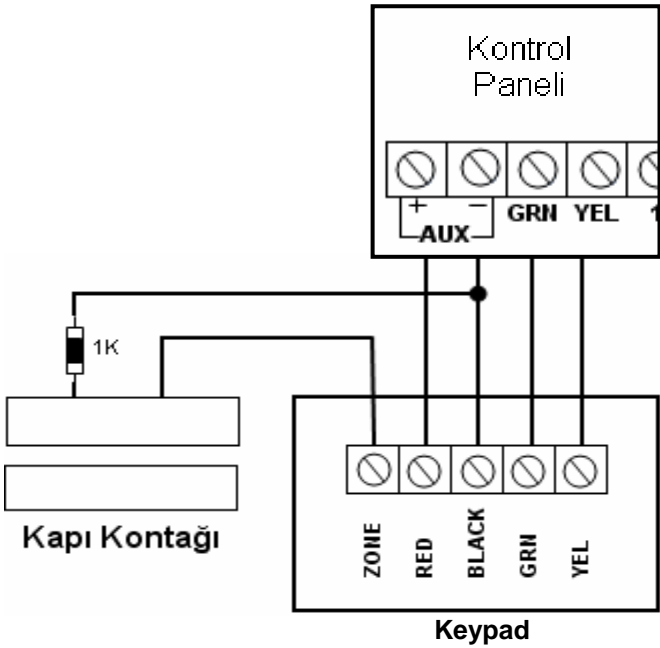 Kontrol
Paneli
+ − GRN YEL
AUX
1K
Kapı Kontağı
ZONE RED BLACK GRN YEL
Keypad